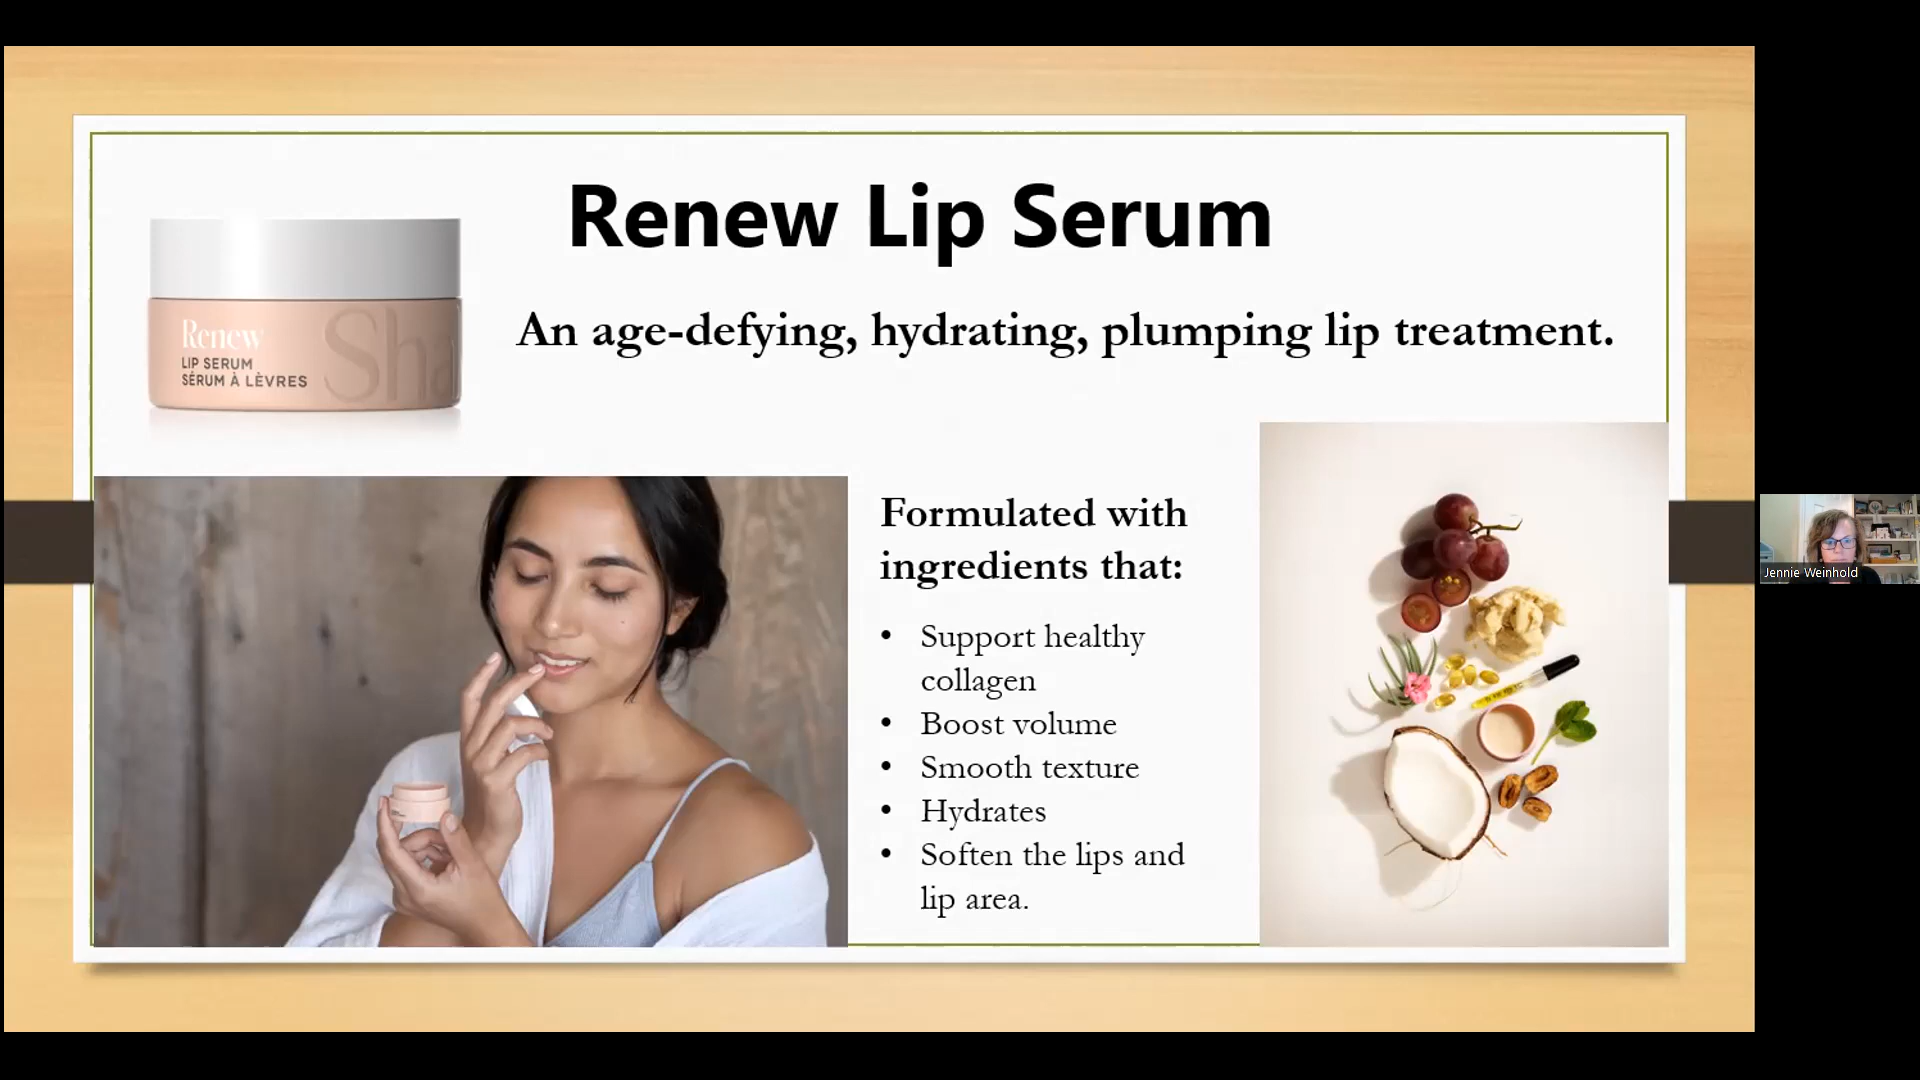 Renew Lip Serum
Renew
LIP SERUM
SÉRUM À LÈVRES
Sha
An age-defying, hydrating, plumping lip treatment.
Formulated with
ingredients that:
• Support healthy
collagen
• Boost volume
• Smooth texture
• Hydrates
• Soften the lips and
lip area.
Jennie Weinhold